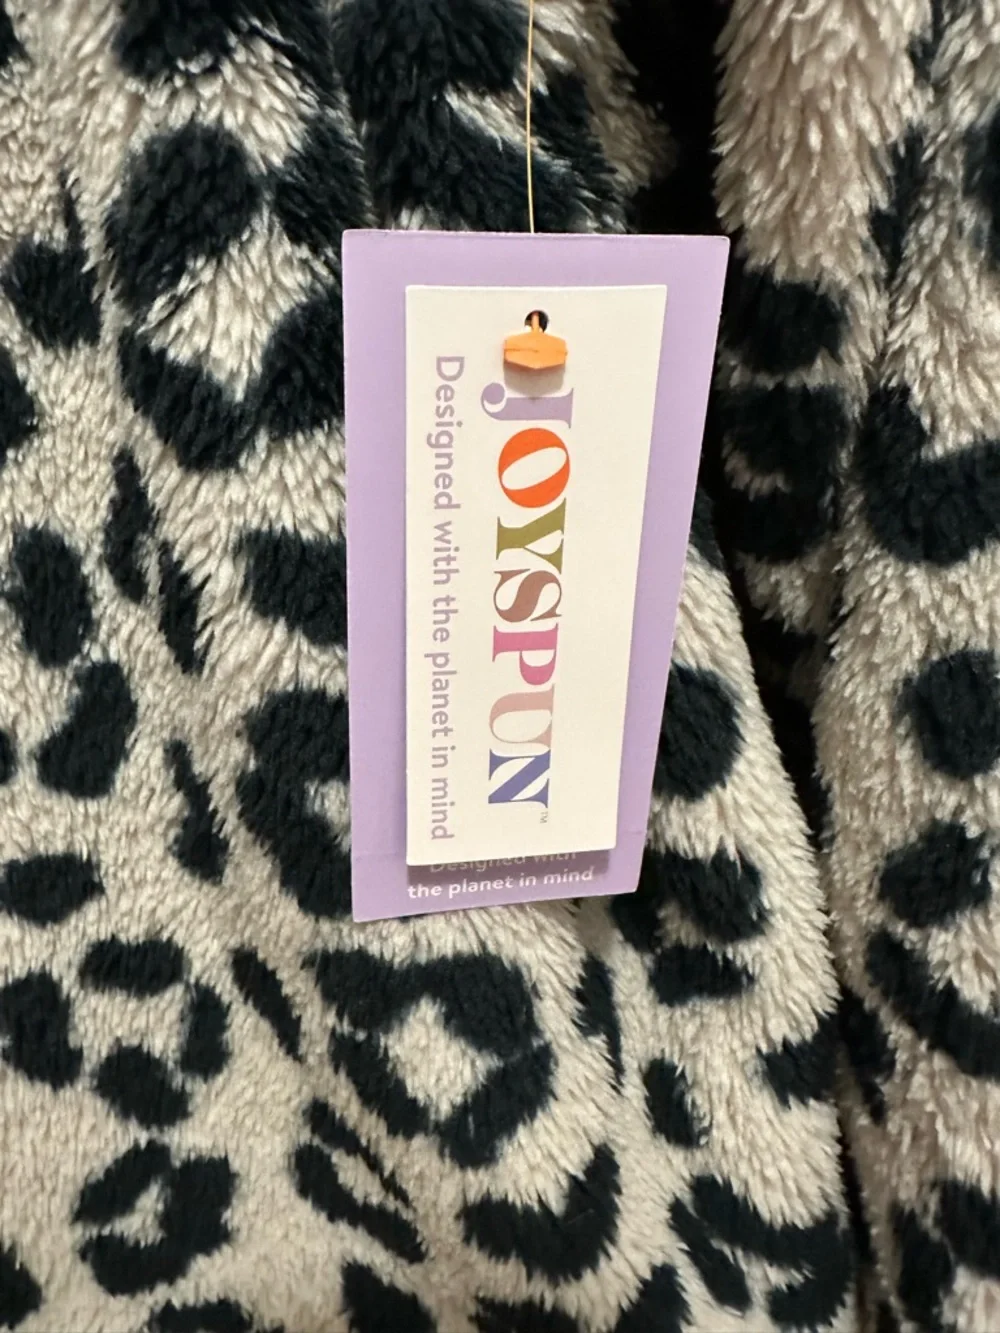 JOYSPUN™
Designed with the planet in mind
Designed with
the planet in mind